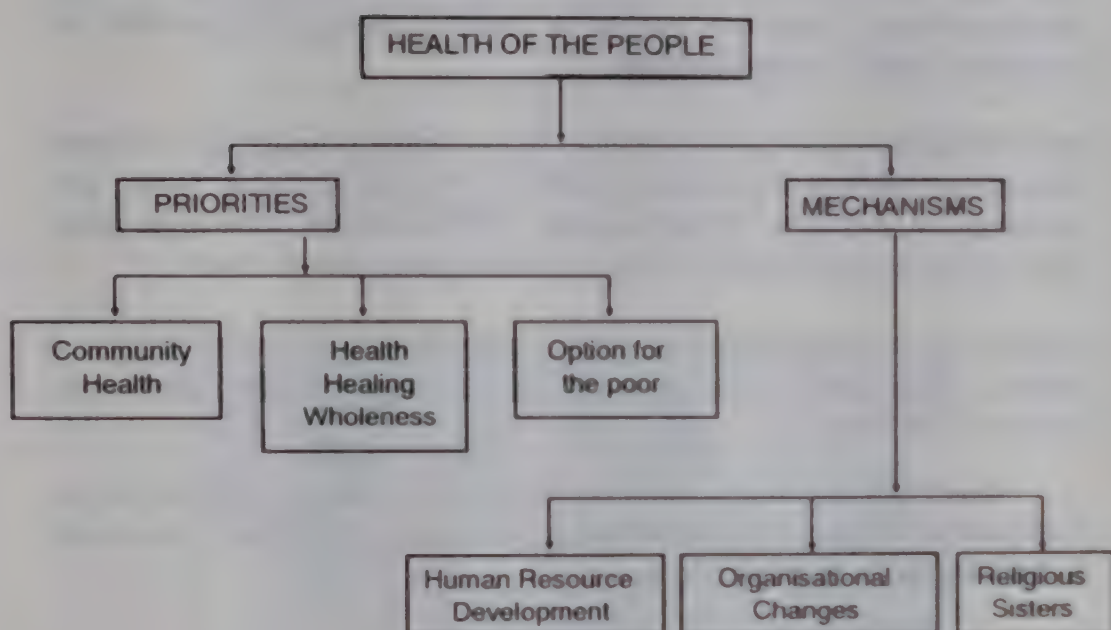 HEALTH OF THE PEOPLE
PRIORITIES
MECHANISMS
Community
Health
Health
Healing
Wholeness
Option for
the poor
Human Resource
Development
Organisational
Changes
Religious
Sisters